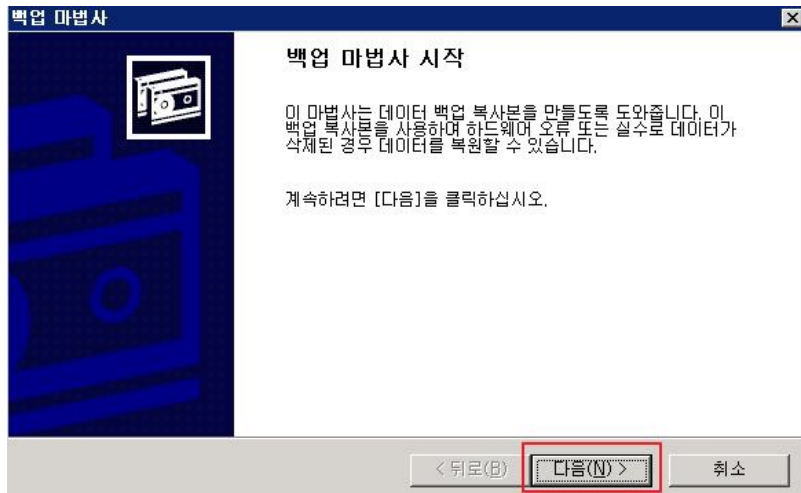 백업 마법사
백업 마법사 시작
이 마법사는 데이터 백업 복사본을 만들도록 도와줍니다. 이
백업 복사본을 사용하여 하드웨어 오류 또는 실수로 데이터가
삭제된 경우 데이터를 복원할 수 있습니다.
계속하려면 [다음]을 클릭하십시오.
< 뒤로(B) 다음(N) > 취소